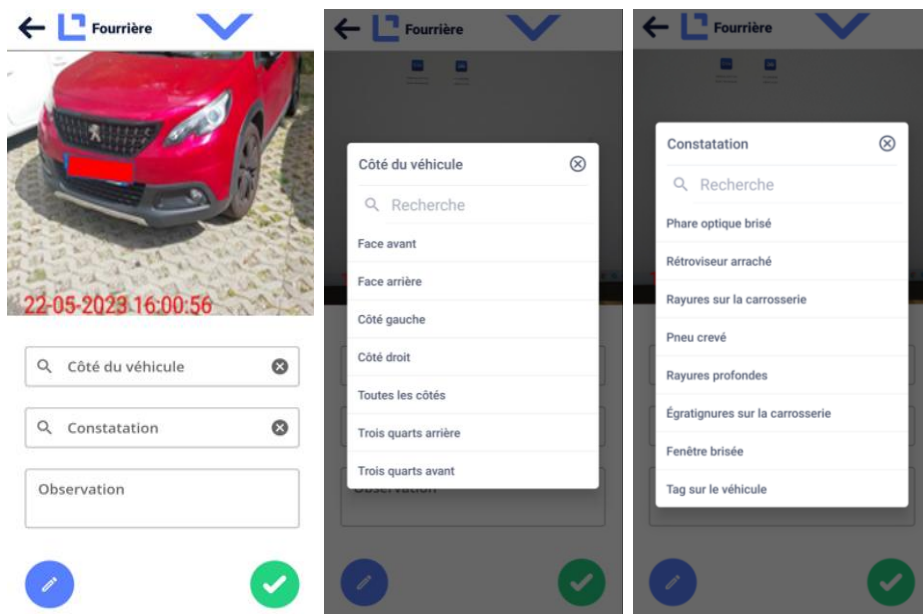 Fourrière
22-05-2023 16:00:56
Côté du véhicule
Constatation
Observation
Fourrière
Côté du véhicule
Recherche
Face avant
Face arrière
Côté gauche
Côté droit
Toutes les côtés
Trois quarts arrière
Trois quarts avant
Observation
Fourrière
Constatation
Recherche
Phare optique brisé
Rétroviseur arraché
Rayures sur la carrosserie
Pneu crevé
Rayures profondes
Égratignures sur la carrosserie
Fenêtre brisée
Tag sur le véhicule